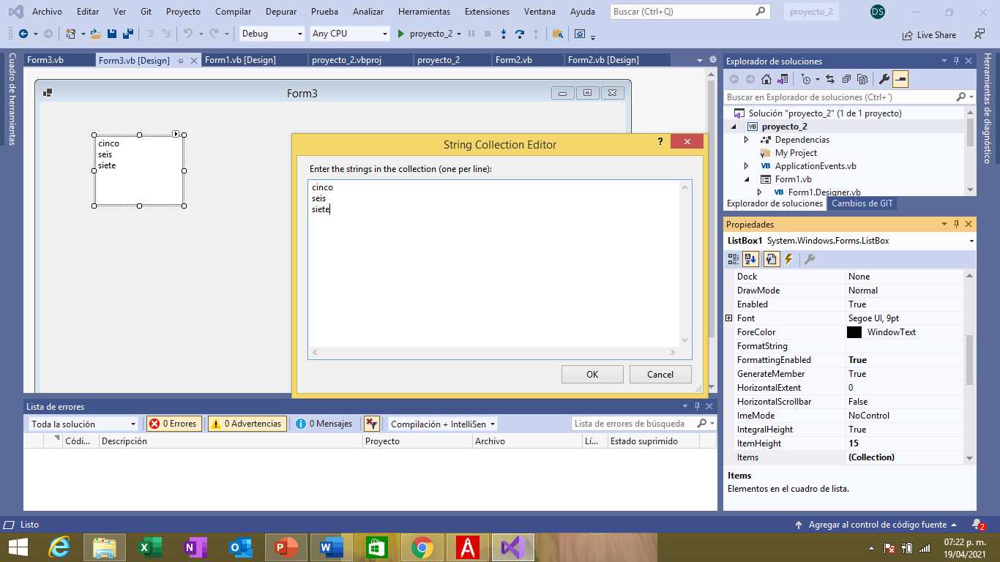 Archivo Editar Ver Git Proyecto Compilar Depurar Prueba Analizar Herramientas Extensiones Ventana Ayuda Buscar (Ctrl+Q) proyecto_2 DS
Debug Any CPU proyecto_2 Live Share
Cuadro de herramientas
Form3.vb Form3.vb [Design] Form1.vb [Design] proyecto_2.vbproj proyecto_2 Form2.vb Form2.vb [Design]
Form3
cinco
seis
siete
String Collection Editor
?
Enter the strings in the collection (one per line):
cinco
seis
siete
OK Cancel
Explorador de soluciones
Buscar en Explorador de soluciones (Ctrl+´)
Solución "proyecto_2" (1 de 1 proyecto)
VB proyecto_2
Dependencias
My Project
VB ApplicationEvents.vb
Form1.vb
VB Form1.Designer.vb
Explorador de soluciones Cambios de GIT
Herramientas de diagnóstico
Propiedades
ListBox1 System.Windows.Forms.ListBox
Dock None
DrawMode Normal
Enabled True
Font Segoe UI, 9pt
ForeColor WindowText
FormatString
FormattingEnabled True
GenerateMember True
HorizontalExtent 0
HorizontalScrollbar False
ImeMode NoControl
IntegralHeight True
ItemHeight 15
Items (Collection)
Items
Elementos en el cuadro de lista.
Lista de errores
Toda la solución 0 Errores 0 Advertencias 0 Mensajes Compilación + IntelliSen Lista de errores de búsqueda
Códi... Descripción Proyecto Archivo Lí... Estado suprimido
Listo Agregar al control de código fuente 2
07:22 p. m.
19/04/2021